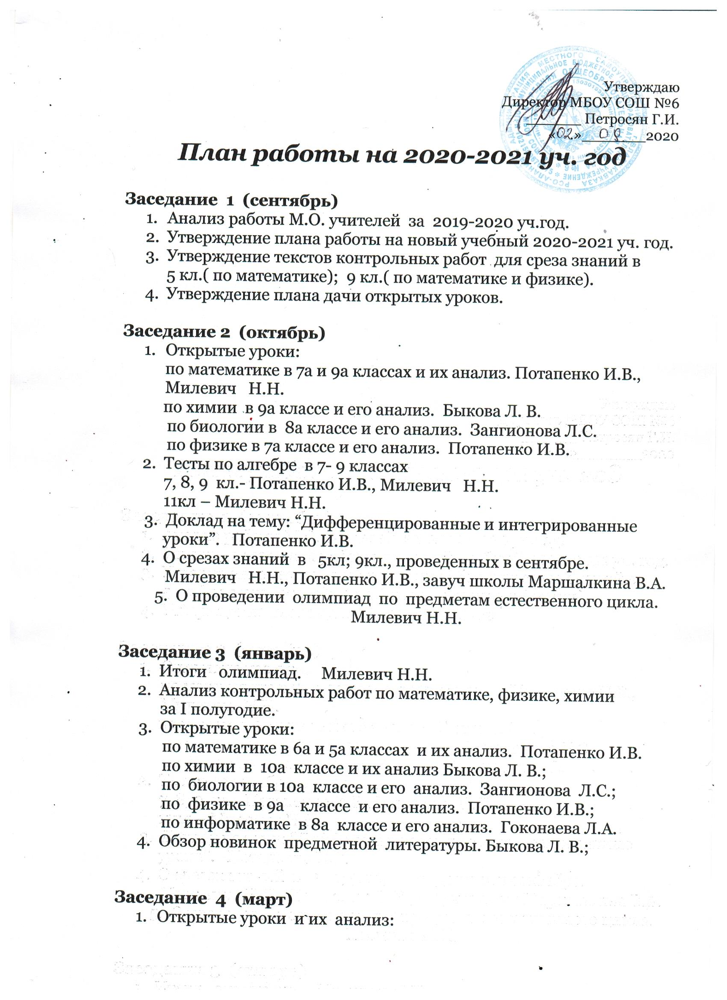 Утверждаю
Директор МБОУ СОШ №6
________ Петросян Г.И.
«02.» 09. 2020
План работы на 2020-2021 уч. год
Заседание 1 (сентябрь)
1. Анализ работы М.О. учителей за 2019-2020 уч.год.
2. Утверждение плана работы на новый учебный 2020-2021 уч. год.
3. Утверждение текстов контрольных работ для среза знаний в
5 кл.( по математике); 9 кл.( по математике и физике).
4. Утверждение плана дачи открытых уроков.
Заседание 2 (октябрь)
1. Открытые уроки:
по математике в 7а и 9а классах и их анализ. Потапенко И.В.,
Милевич Н.Н.
по химии в 9а классе и его анализ. Быкова Л. В.
по биологии в 8а классе и его анализ. Зангионова Л.С.
по физике в 7а классе и его анализ. Потапенко И.В.
2. Тесты по алгебре в 7- 9 классах
7, 8, 9 кл.- Потапенко И.В., Милевич Н.Н.
11кл – Милевич Н.Н.
3. Доклад на тему: “Дифференцированные и интегрированные
уроки”. Потапенко И.В.
4. О срезах знаний в 5кл; 9кл., проведенных в сентябре.
Милевич Н.Н., Потапенко И.В., завуч школы Маршалкина В.А.
5. О проведении олимпиад по предметам естественного цикла.
Милевич Н.Н.
Заседание 3 (январь)
1. Итоги олимпиад. Милевич Н.Н.
2. Анализ контрольных работ по математике, физике, химии
за I полугодие.
3. Открытые уроки:
по математике в 6а и 5а классах и их анализ. Потапенко И.В.
по химии в 10а классе и их анализ Быкова Л. В.;
по биологии в 10а классе и его анализ. Зангионова Л.С.;
по физике в 9а классе и его анализ. Потапенко И.В.;
по информатике в 8а классе и его анализ. Гоконаева Л.А.
4. Обзор новинок предметной литературы. Быкова Л. В.;
Заседание 4 (март)
1. Открытые уроки и их анализ: